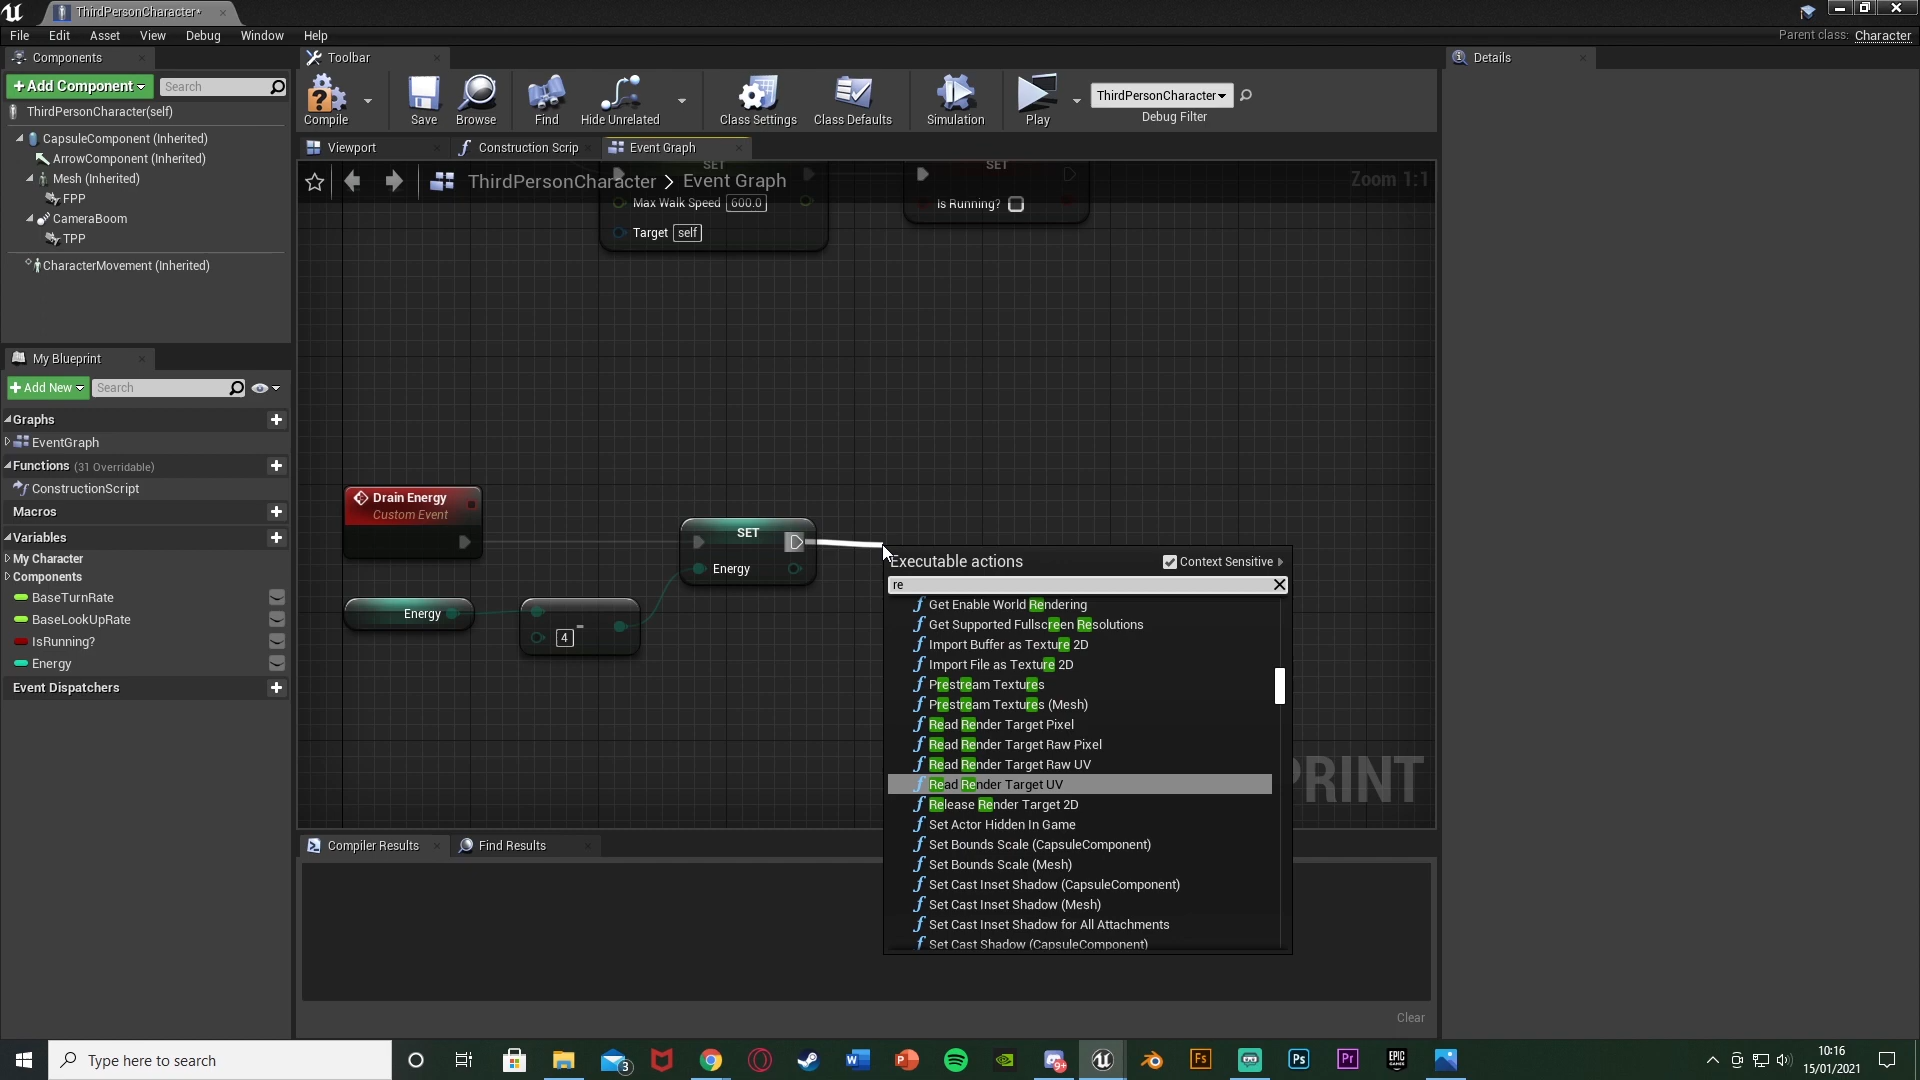 ThirdPersonCharacter*
File Edit Asset View Debug Window Help
Parent class: Character
Components
Toolbar
Details
+ Add Component
Search
ThirdPersonCharacter(self)
CapsuleComponent (Inherited)
ArrowComponent (Inherited)
Mesh (Inherited)
FPP
CameraBoom
TPP
CharacterMovement (Inherited)
Compile
Save
Browse
Find
Hide Unrelated
Class Settings
Class Defaults
Simulation
Play
ThirdPersonCharacter
Debug Filter
Viewport
Construction Scrip
Event Graph
ThirdPersonCharacter > Event Graph
Zoom 1:1
SET
Max Walk Speed 600.0
Target self
SET
Is Running?
My Blueprint
+ Add New
Search
Graphs
EventGraph
Functions (31 Overridable)
ConstructionScript
Macros
Variables
My Character
Components
BaseTurnRate
BaseLookUpRate
IsRunning?
Energy
Event Dispatchers
Drain Energy
Custom Event
Energy
4
-
SET
Energy
Executable actions
Context Sensitive
re
Get Enable World Rendering
Get Supported Fullscreen Resolutions
Import Buffer as Texture 2D
Import File as Texture 2D
Prestream Textures
Prestream Textures (Mesh)
Read Render Target Pixel
Read Render Target Raw Pixel
Read Render Target Raw UV
Read Render Target UV
Release Render Target 2D
Set Actor Hidden In Game
Set Bounds Scale (CapsuleComponent)
Set Bounds Scale (Mesh)
Set Cast Inset Shadow (CapsuleComponent)
Set Cast Inset Shadow (Mesh)
Set Cast Inset Shadow for All Attachments
Set Cast Shadow (CapsuleComponent)
PRINT
Compiler Results
Find Results
Clear
Type here to search
3
W
P
9+
Fs
Ps
Pr
EPIC GAMES
10:16
15/01/2021